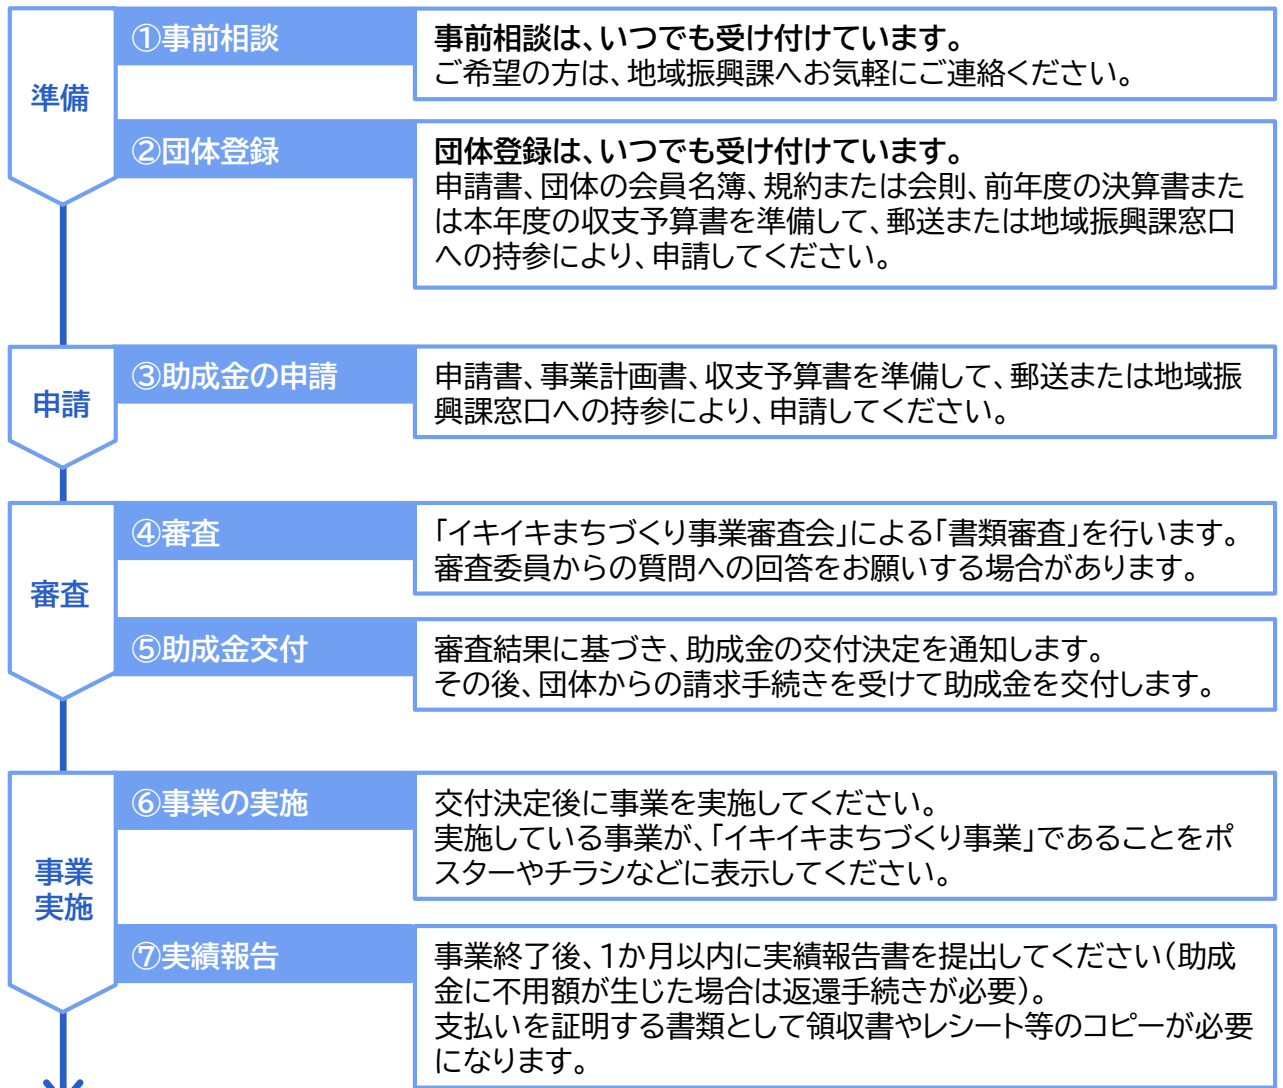 準備
①事前相談
事前相談は、いつでも受け付けています。
ご希望の方は、地域振興課へお気軽にご連絡ください。
②団体登録
団体登録は、いつでも受け付けています。
申請書、団体の会員名簿、規約または会則、前年度の決算書また
は本年度の収支予算書を準備して、郵送または地域振興課窓口
への持参により、申請してください。
申請
③助成金の申請
申請書、事業計画書、収支予算書を準備して、郵送または地域振
興課窓口への持参により、申請してください。
審査
④審査
「イキイキまちづくり事業審査会」による「書類審査」を行います。
審査委員からの質問への回答をお願いする場合があります。
⑤助成金交付
審査結果に基づき、助成金の交付決定を通知します。
その後、団体からの請求手続きを受けて助成金を交付します。
事業
実施
⑥事業の実施
交付決定後に事業を実施してください。
実施している事業が、「イキイキまちづくり事業」であることをポ
スターやチラシなどに表示してください。
⑦実績報告
事業終了後、1か月以内に実績報告書を提出してください（助成
金に不用額が生じた場合は返還手続きが必要）。
支払いを証明する書類として領収書やレシート等のコピーが必要
になります。